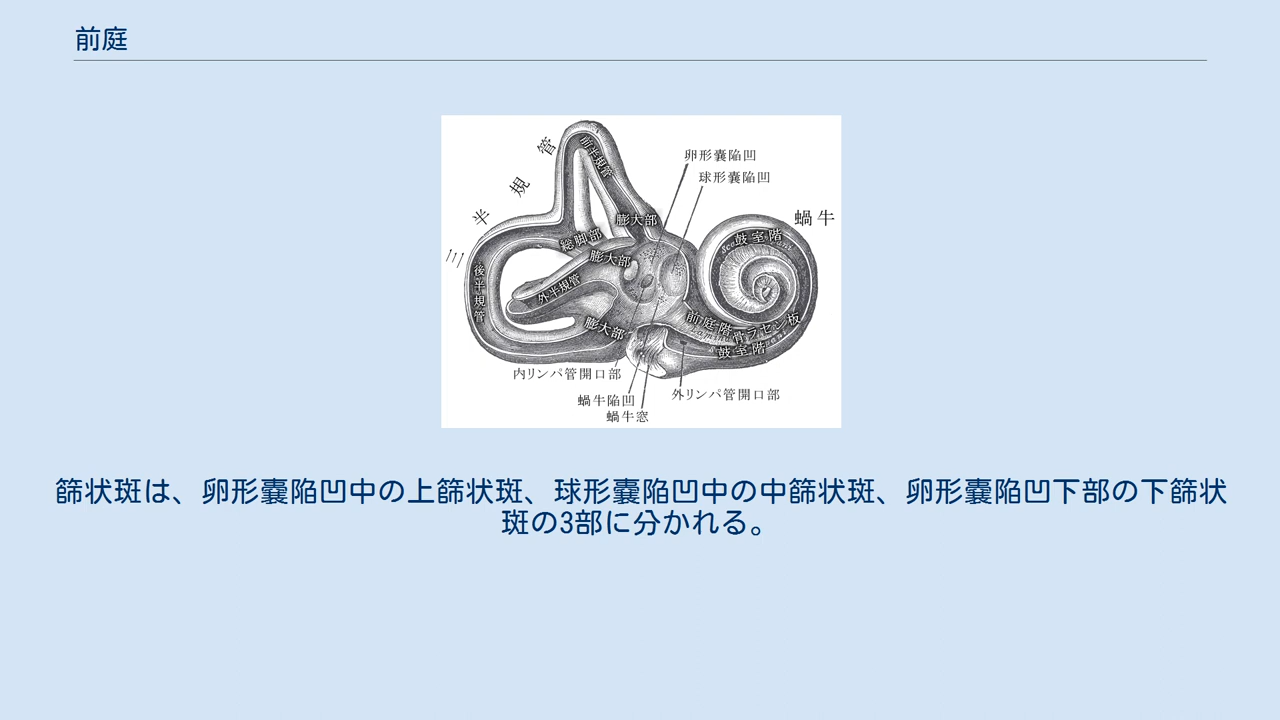 前庭
三半規管
前半規管
卵形嚢陥凹
球形嚢陥凹
膨大部
蝸牛
総脚部
鼓室階
膨大部
後半規管
外半規管
膨大部
前庭階
骨ラセン板
鼓室階
内リンパ管開口部
外リンパ管開口部
蝸牛陥凹
蝸牛窓
篩状斑は、卵形嚢陥凹中の上篩状斑、球形嚢陥凹中の中篩状斑、卵形嚢陥凹下部の下篩状
斑の3部に分かれる。